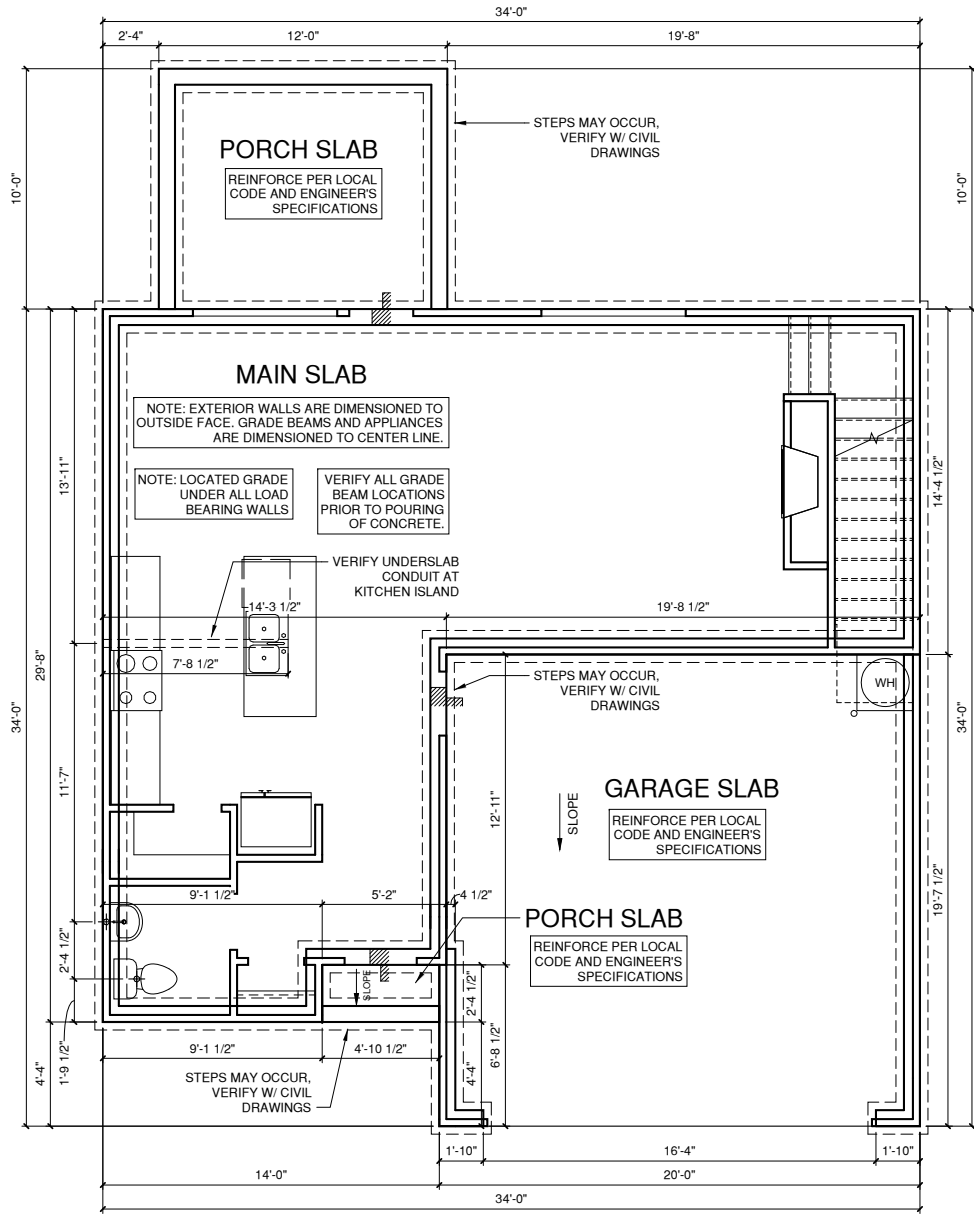 34'-0"
2'-4"
12'-0"
19'-8"
10'-0"
10'-0"
STEPS MAY OCCUR,
VERIFY W/ CIVIL
DRAWINGS
PORCH SLAB
REINFORCE PER LOCAL
CODE AND ENGINEER'S
SPECIFICATIONS
MAIN SLAB
NOTE: EXTERIOR WALLS ARE DIMENSIONED TO
OUTSIDE FACE. GRADE BEAMS AND APPLIANCES
ARE DIMENSIONED TO CENTER LINE.
NOTE: LOCATED GRADE
UNDER ALL LOAD
BEARING WALLS
VERIFY ALL GRADE
BEAM LOCATIONS
PRIOR TO POURING
OF CONCRETE.
13'-11"
14'-4 1/2"
VERIFY UNDERSLAB
CONDUIT AT
KITCHEN ISLAND
14'-3 1/2"
19'-8 1/2"
7'-8 1/2"
29'-8"
34'-0"
34'-0"
STEPS MAY OCCUR,
VERIFY W/ CIVIL
DRAWINGS
WH
11'-7"
12'-11"
SLOPE
GARAGE SLAB
REINFORCE PER LOCAL
CODE AND ENGINEER'S
SPECIFICATIONS
19'-7 1/2"
9'-1 1/2"
5'-2"
4 1/2"
PORCH SLAB
REINFORCE PER LOCAL
CODE AND ENGINEER'S
SPECIFICATIONS
2'-4 1/2"
SLOPE
2'-4 1/2"
6'-8 1/2"
4'-4"
1'-9 1/2"
4'-4"
9'-1 1/2"
4'-10 1/2"
STEPS MAY OCCUR,
VERIFY W/ CIVIL
DRAWINGS
1'-10"
16'-4"
1'-10"
14'-0"
20'-0"
34'-0"